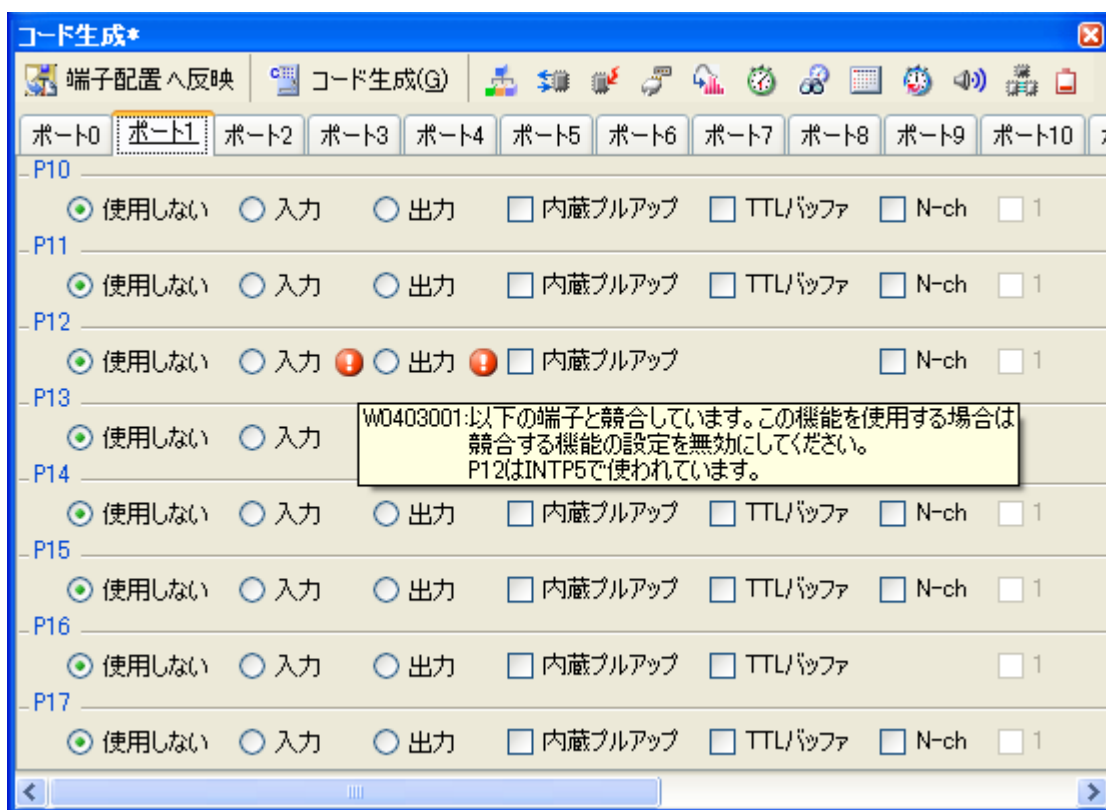 コード生成*
端子配置へ反映 コード生成(G)
ポート0 ポート1 ポート2 ポート3 ポート4 ポート5 ポート6 ポート7 ポート8 ポート9 ポート10
P10
使用しない 入力 出力 内蔵プルアップ TTLバッファ N-ch 1
P11
使用しない 入力 出力 内蔵プルアップ TTLバッファ N-ch 1
P12
使用しない 入力 出力 内蔵プルアップ N-ch 1
P13
W0403001:以下の端子と競合しています。この機能を使用する場合は
使用しない 入力 競合する機能の設定を無効にしてください。
P14
P12はINTP5で使われています。
使用しない 入力 出力 内蔵プルアップ TTLバッファ N-ch 1
P15
使用しない 入力 出力 内蔵プルアップ TTLバッファ N-ch 1
P16
使用しない 入力 出力 内蔵プルアップ TTLバッファ 1
P17
使用しない 入力 出力 内蔵プルアップ TTLバッファ N-ch 1